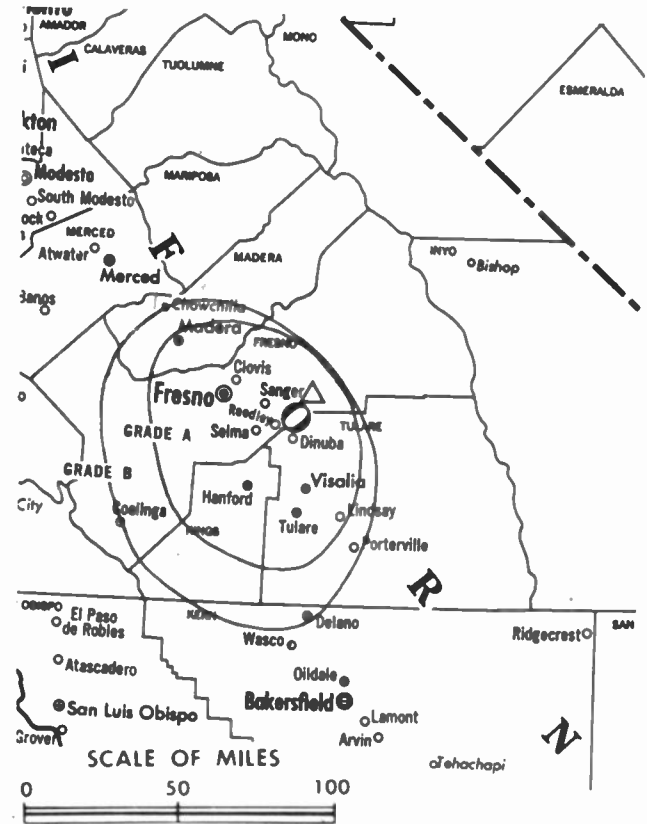 AMADOR
CALAVERAS
I
MONO
TUOLUMNE
ESMERALDA
kton
teca
Modesto
MARIPOSA
South Modesto
ock
MERCED
F
Atwater
Merced
MADERA
INYO
Bishop
Banos
Chowchilla
Madera
FRESNO
Clovis
Fresno
Sanger
Reedley
GRADE A
Selma
TULARE
Dinuba
GRADE B
Visalia
Hanford
City
Coalinga
Tulare
Lindsay
KINGS
Porterville
R
OBISPO
El Paso
de Robles
KERN
Delano
Ridgecrest
SAN
Wasco
Atascadero
Oildale
Bakersfield
San Luis Obispo
Lamont
Grover
Arvin
N
SCALE OF MILES
Tehachapi
0 50 100